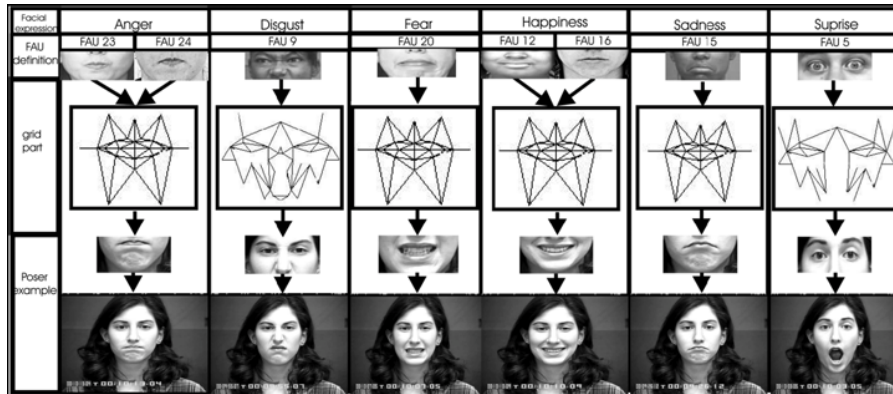 Facial expression Anger Disgust Fear Happiness Sadness Suprise
FAU definition FAU 23 FAU 24 FAU 9 FAU 20 FAU 12 FAU 16 FAU 15 FAU 5
grid part
Poser example